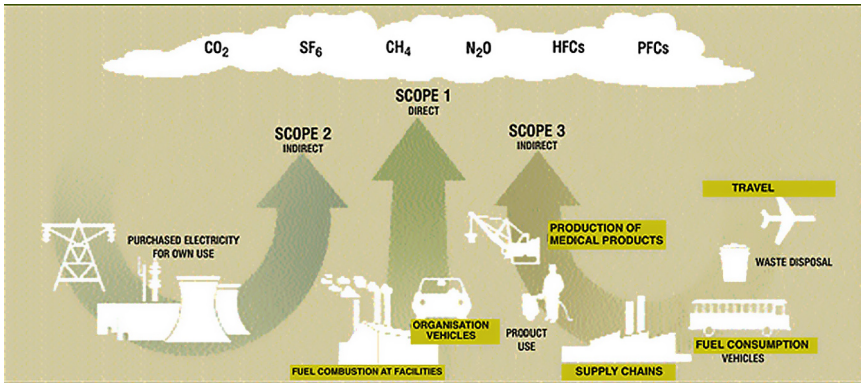 CO₂ SF₆ CH₄ N₂O HFCs PFCs
SCOPE 1
DIRECT
SCOPE 2
INDIRECT
SCOPE 3
INDIRECT
TRAVEL
PURCHASED ELECTRICITY
FOR OWN USE
PRODUCTION OF
MEDICAL PRODUCTS
WASTE DISPOSAL
ORGANISATION
VEHICLES
PRODUCT
USE
FUEL CONSUMPTION
VEHICLES
FUEL COMBUSTION AT FACILITIES
SUPPLY CHAINS